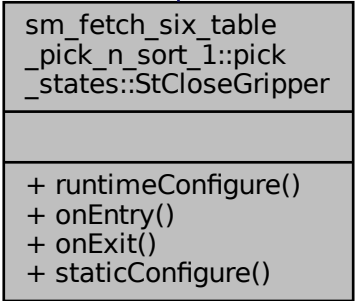 sm_fetch_six_table
_pick_n_sort_1::pick
_states::StCloseGripper
+ runtimeConfigure()
+ onEntry()
+ onExit()
+ staticConfigure()